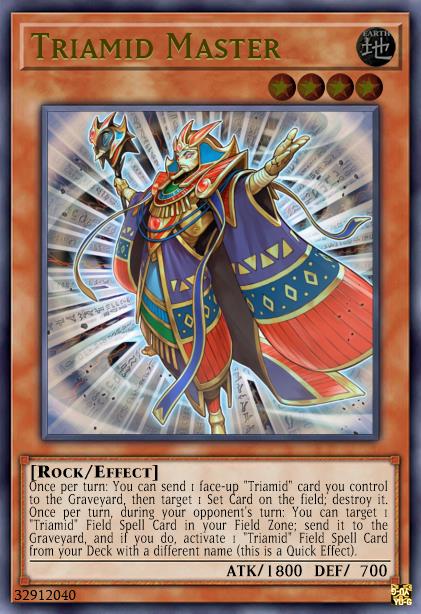 Triamid Master
EARTH
地
[Rock/Effect]
Once per turn: You can send 1 face-up "Triamid" card you control
to the Graveyard, then target 1 Set Card on the field; destroy it.
Once per turn, during your opponent's turn: You can target 1
"Triamid" Field Spell Card in your Field Zone; send it to the
Graveyard, and if you do, activate 1 "Triamid" Field Spell Card
from your Deck with a different name (this is a Quick Effect).
ATK/1800 DEF/ 700
32912040